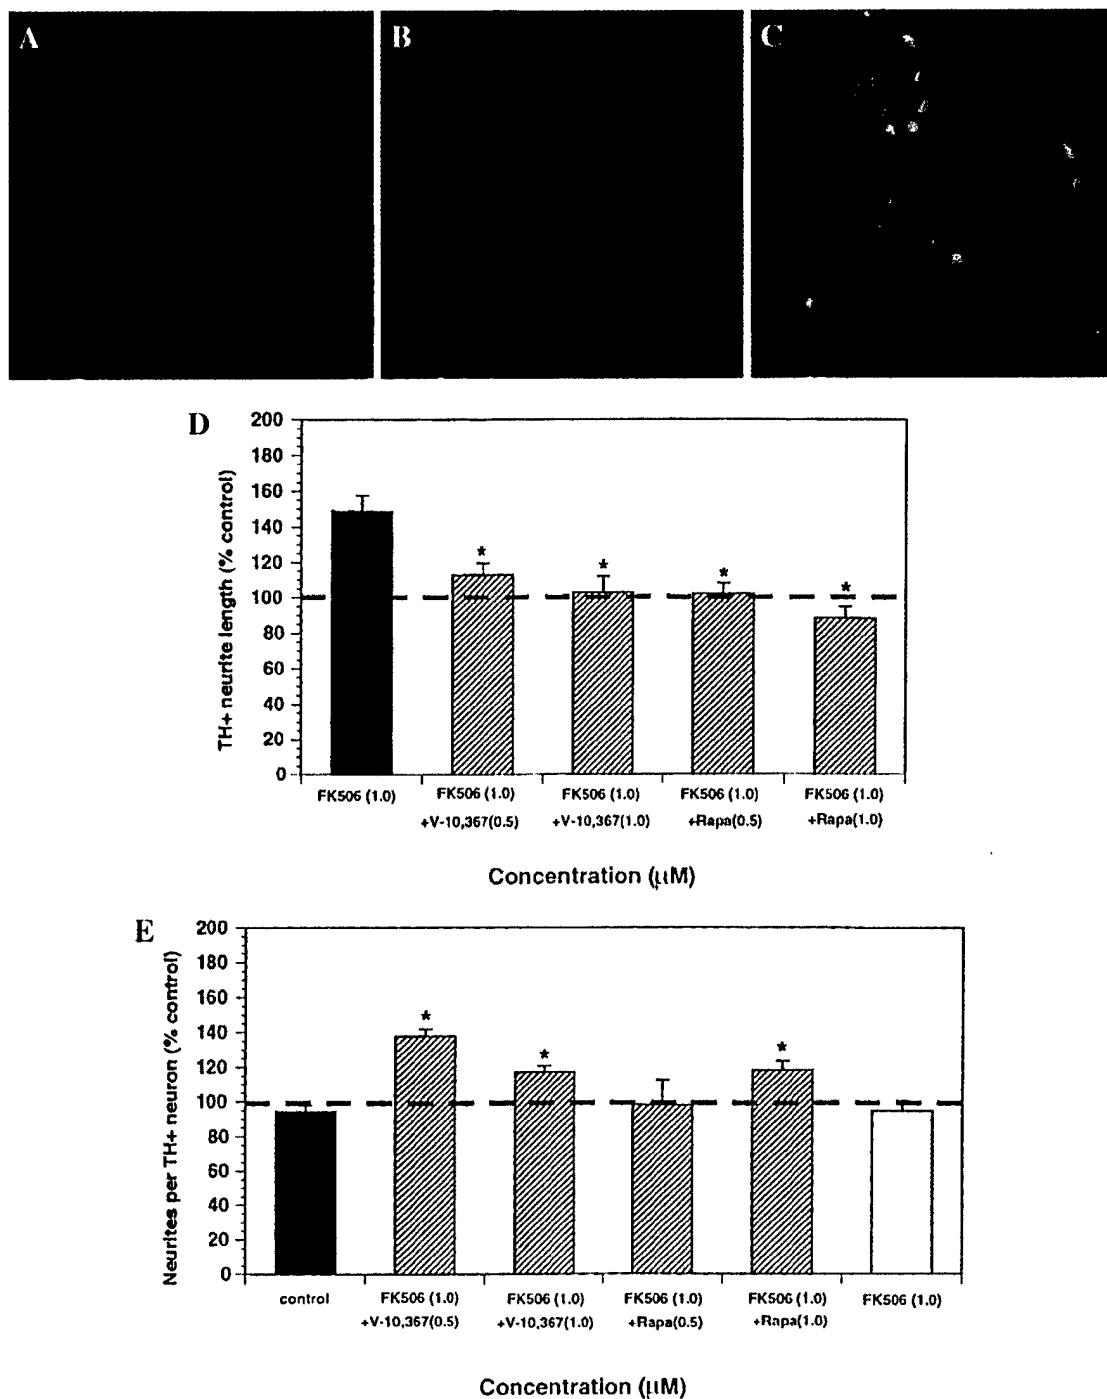 A
B
C
D
TH+ neurite length (% control)
200
180
160
140
120
100
80
60
40
20
0
*
*
*
*
FK506 (1.0)
FK506 (1.0)
+V-10,367(0.5)
FK506 (1.0)
+V-10,367(1.0)
FK506 (1.0)
+Rapa(0.5)
FK506 (1.0)
+Rapa(1.0)
Concentration (μM)
E
Neurites per TH+ neuron (% control)
200
180
160
140
120
100
80
60
40
20
0
*
*
*
control
FK506 (1.0)
+V-10,367(0.5)
FK506 (1.0)
+V-10,367(1.0)
FK506 (1.0)
+Rapa(0.5)
FK506 (1.0)
+Rapa(1.0)
FK506 (1.0)
Concentration (μM)